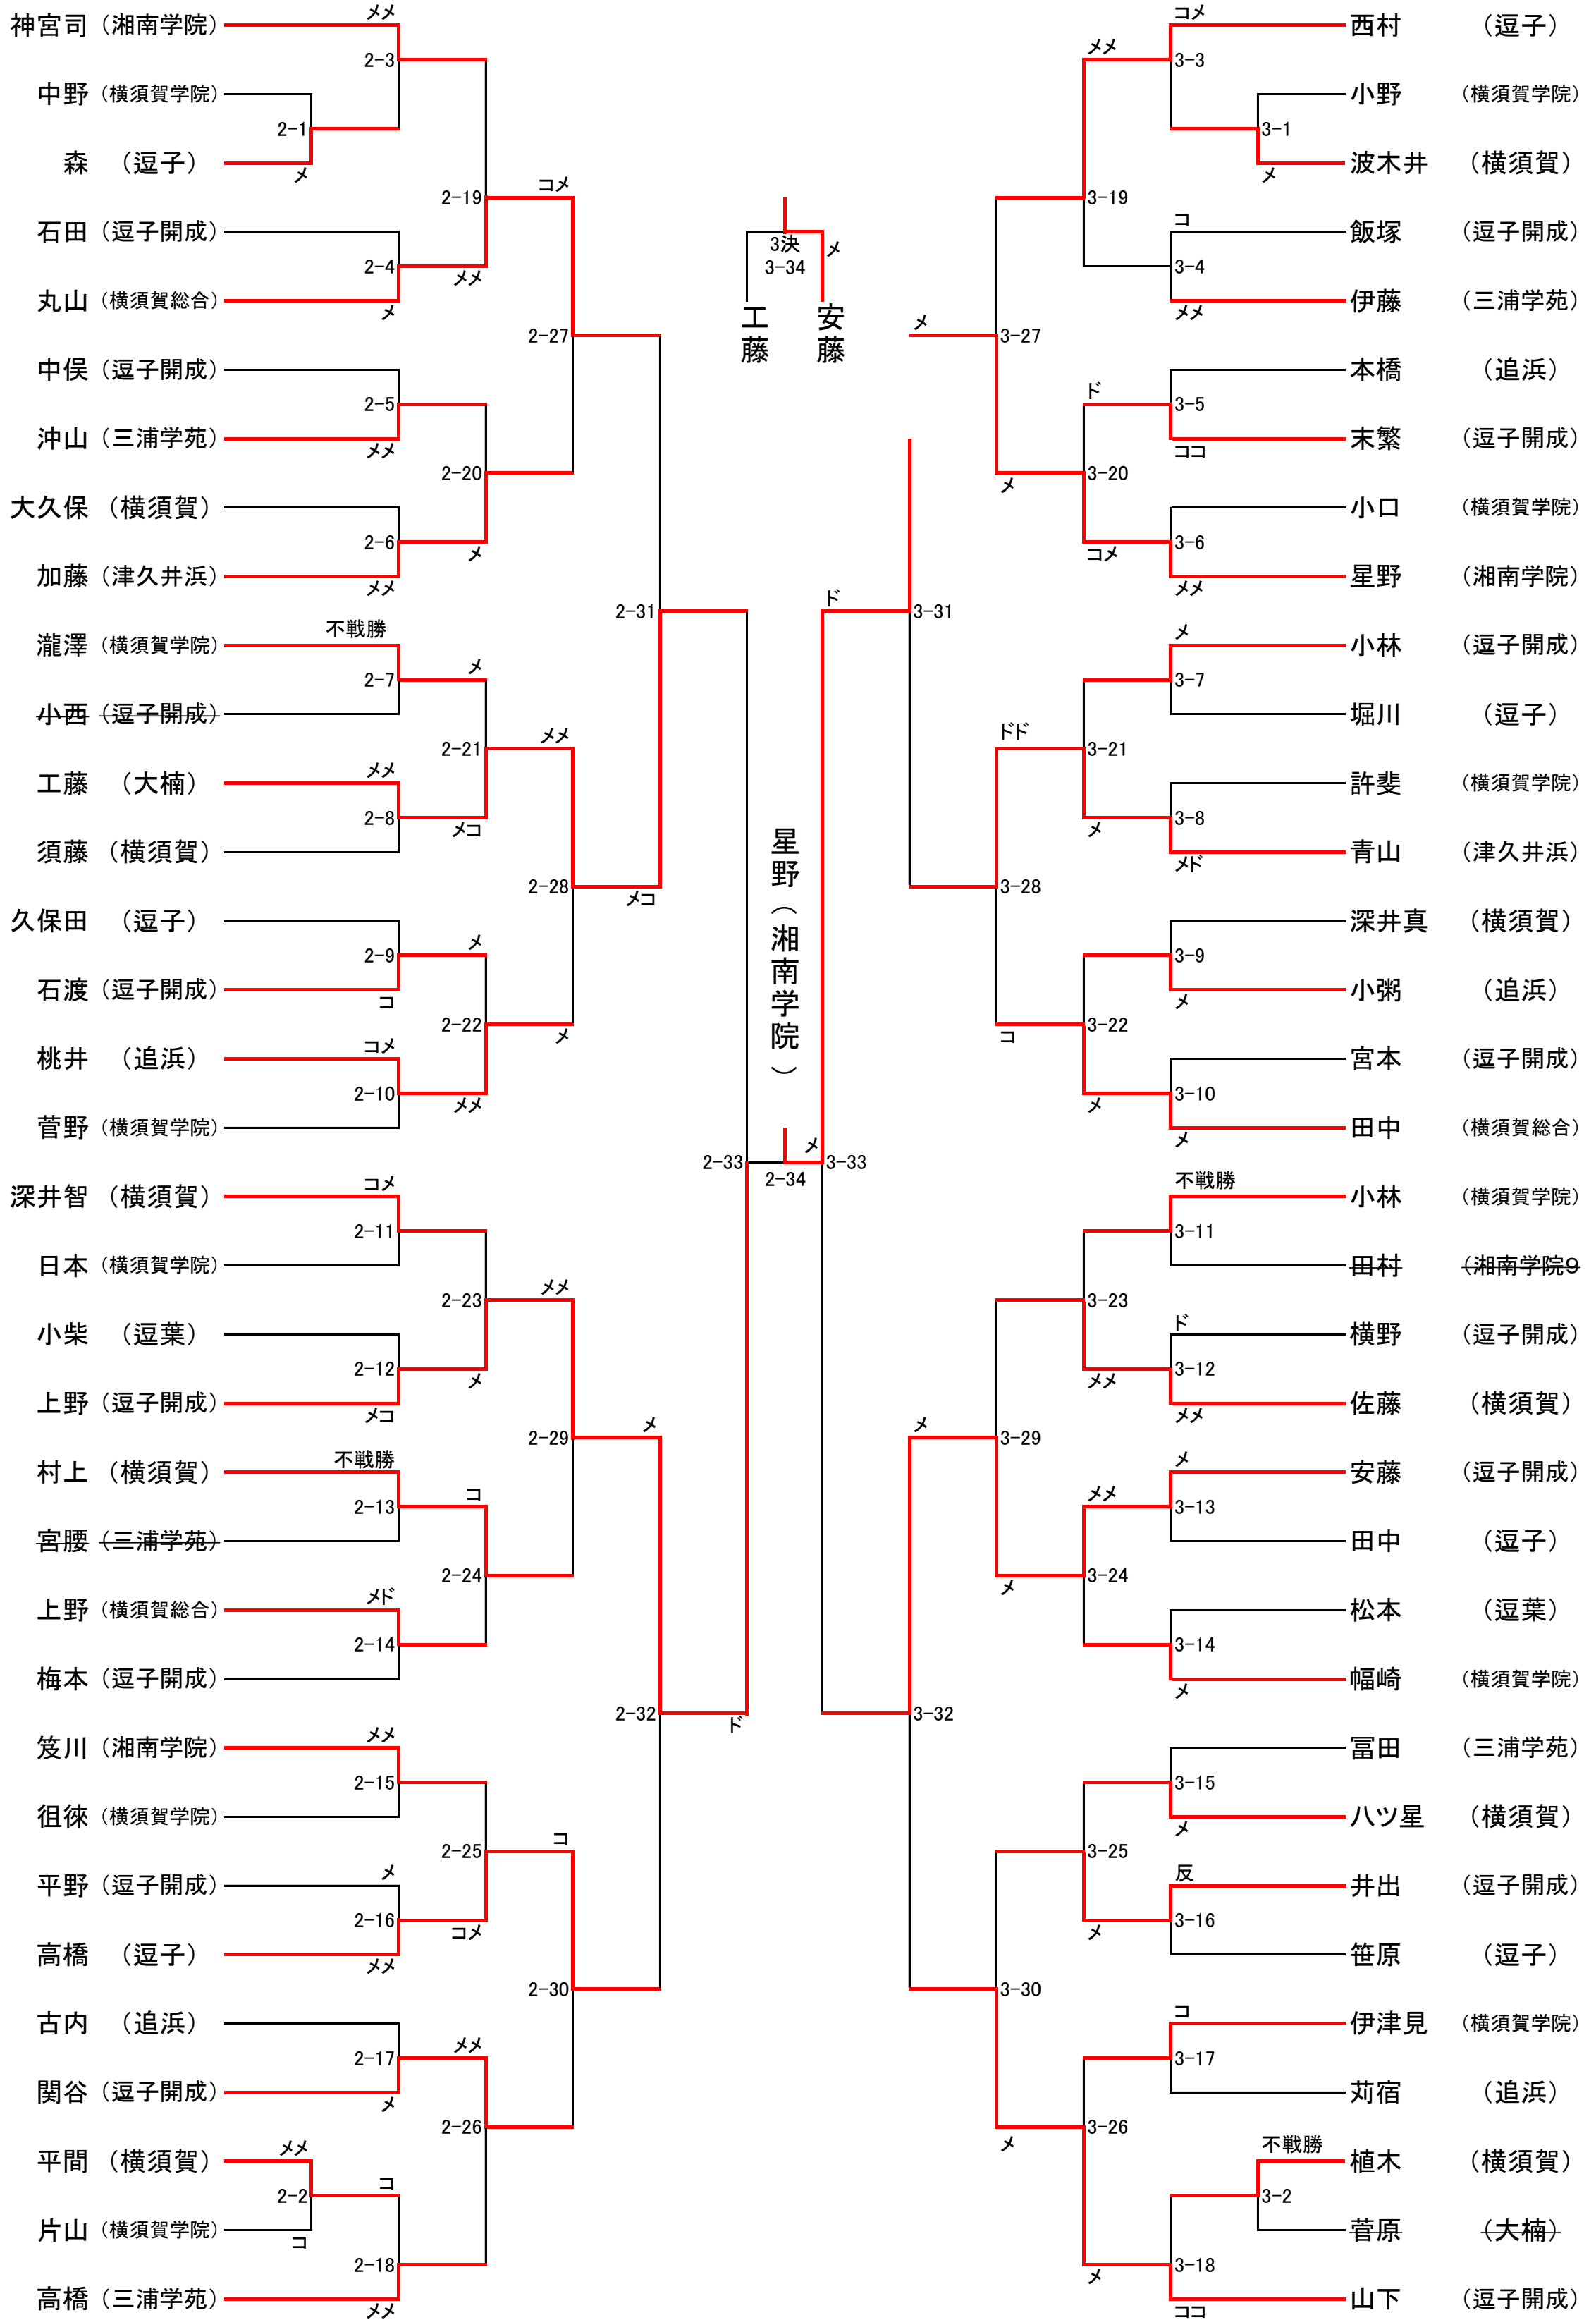 神宮司（湘南学院）
メメ
2-3
中野（横須賀学院）
2-1
森　（逗子）
メ
2-19
コメ
石田（逗子開成）
2-4
メメ
丸山（横須賀総合）
メ
2-27
中俣（逗子開成）
2-5
沖山（三浦学苑）
メメ
2-20
大久保（横須賀）
2-6
メ
加藤（津久井浜）
メメ
2-31
不戦勝
瀧澤（横須賀学院）
メ
2-7
小西（逗子開成）
2-21
メメ
メメ
工藤　（大楠）
2-8
メコ
須藤（横須賀）
2-28
メコ
久保田　（逗子）
メ
2-9
石渡（逗子開成）
コ
2-22
メ
コメ
桃井　（追浜）
2-10
メメ
菅野（横須賀学院）
2-33
コメ
深井智（横須賀）
2-11
日本（横須賀学院）
2-23
メメ
小柴　（逗葉）
2-12
メ
上野（逗子開成）
メコ
2-29
メ
不戦勝
村上（横須賀）
コ
2-13
宮腰（三浦学苑）
2-24
メド
上野（横須賀総合）
2-14
梅本（逗子開成）
2-32
ド
メメ
笈川（湘南学院）
2-15
徂徠（横須賀学院）
2-25
コ
メ
平野（逗子開成）
2-16
コメ
高橋　（逗子）
メメ
2-30
古内　（追浜）
メメ
2-17
関谷（逗子開成）
メ
2-26
メメ
平間（横須賀）
コ
2-2
片山（横須賀学院）
コ
2-18
高橋（三浦学苑）
メメ
3決
メ
3-34
工藤
安藤
星野（湘南学院）
メ
2-34
コメ
西村　（逗子）
メメ
3-3
小野　（横須賀学院）
3-1
波木井　（横須賀）
メ
3-19
コ
飯塚　（逗子開成）
3-4
伊藤　（三浦学苑）
メメ
メ
3-27
本橋　（追浜）
ド
3-5
末繁　（逗子開成）
ココ
3-20
メ
小口　（横須賀学院）
3-6
コメ
星野　（湘南学院）
メメ
ド
3-31
メ
小林　（逗子開成）
3-7
堀川　（逗子）
ドド
3-21
許斐　（横須賀学院）
3-8
メ
青山　（津久井浜）
メド
3-28
深井真　（横須賀）
3-9
小粥　（追浜）
メ
3-22
コ
宮本　（逗子開成）
3-10
メ
田中　（横須賀総合）
メ
3-33
不戦勝
小林　（横須賀学院）
3-11
田村　（湘南学院9
3-23
ド
横野　（逗子開成）
3-12
メメ
佐藤　（横須賀）
メメ
メ
3-29
メ
安藤　（逗子開成）
メメ
3-13
田中　（逗子）
3-24
メ
松本　（逗葉）
3-14
幅崎　（横須賀学院）
メ
3-32
冨田　（三浦学苑）
3-15
八ツ星　（横須賀）
メ
3-25
反
井出　（逗子開成）
3-16
メ
笹原　（逗子）
3-30
コ
伊津見　（横須賀学院）
3-17
苅宿　（追浜）
3-26
メ
不戦勝
植木　（横須賀）
3-2
菅原　（大楠）
3-18
メ
山下　（逗子開成）
ココ